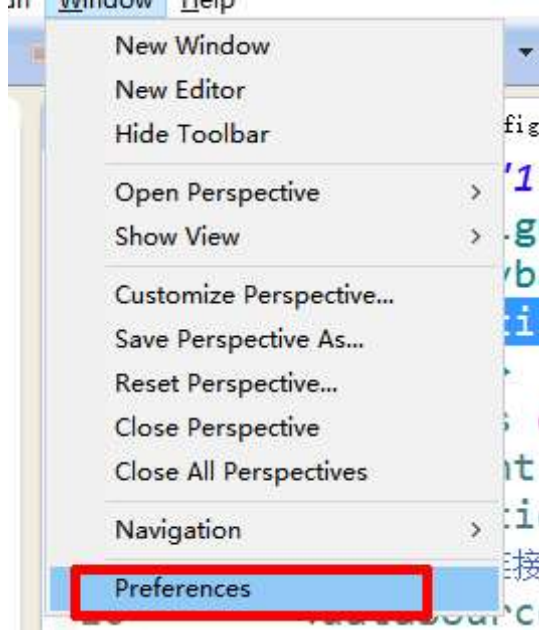 Window Help
New Window
New Editor
Hide Toolbar
Open Perspective
Show View
Customize Perspective...
Save Perspective As...
Reset Perspective...
Close Perspective
Close All Perspectives
Navigation
Preferences